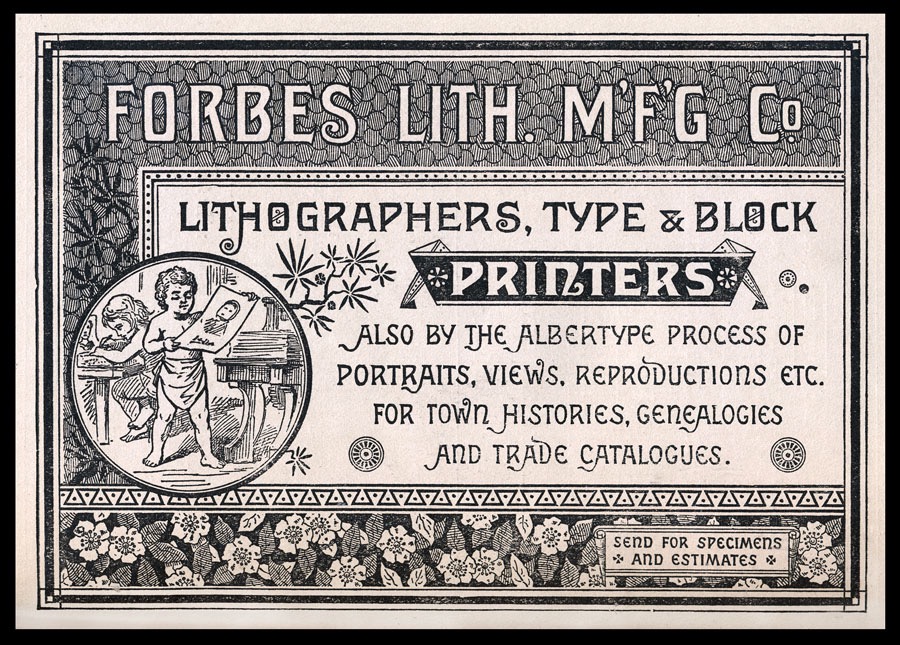 FORBES LITH. M'F'G Co
LITHOGRAPHERS, TYPE & BLOCK
PRINTERS
ALSO BY THE ALBERTYPE PROCESS OF
PORTRAITS, VIEWS, REPRODUCTIONS ETC.
FOR TOWN HISTORIES, GENEALOGIES
AND TRADE CATALOGUES.
SEND FOR SPECIMENS
AND ESTIMATES